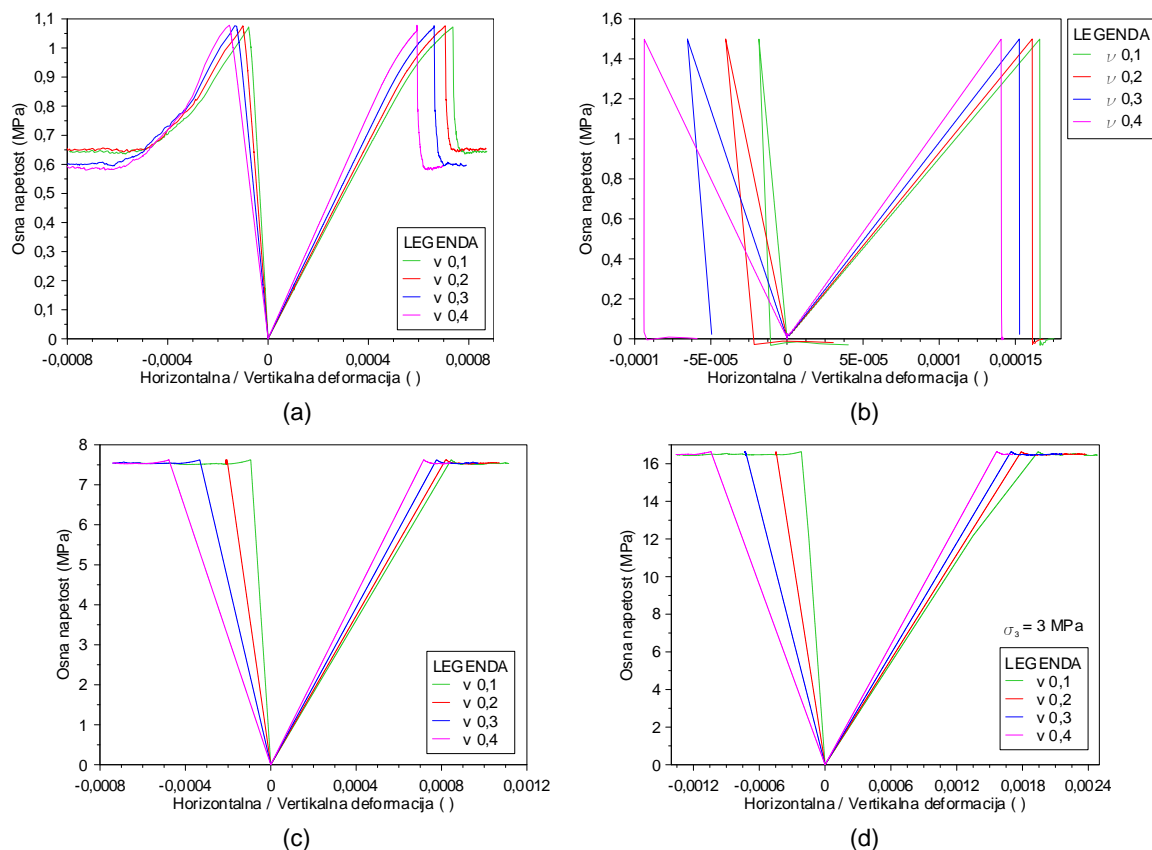 1,1
1
0,9
0,8
0,7
0,6
0,5
0,4
0,3
0,2
0,1
0
Osna napetost (MPa)
-0,0008 -0,0004 0 0,0004 0,0008
Horizontalna / Vertikalna deformacija ( )
LEGENDA
v 0,1
v 0,2
v 0,3
v 0,4
(a)
1,6
1,4
1,2
1
0,8
0,6
0,4
0,2
0
Osna napetost (MPa)
-0,0001 -5E-005 0 5E-005 0,0001 0,00015
Horizontalna / Vertikalna deformacija ( )
LEGENDA
ν 0,1
ν 0,2
ν 0,3
ν 0,4
(b)
8
7
6
5
4
3
2
1
0
Osna napetost (MPa)
-0,0008 -0,0004 0 0,0004 0,0008 0,0012
Horizontalna / Vertikalna deformacija ( )
LEGENDA
v 0,1
v 0,2
v 0,3
v 0,4
(c)
16
14
12
10
8
6
4
2
0
Osna napetost (MPa)
-0,0012 -0,0006 0 0,0006 0,0012 0,0018 0,0024
Horizontalna / Vertikalna deformacija ( )
σ₃ = 3 MPa
LEGENDA
v 0,1
v 0,2
v 0,3
v 0,4
(d)